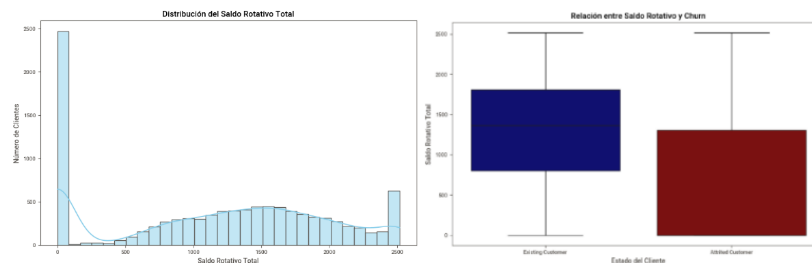 Distribución del Saldo Rotativo Total
2500
2000
1500
1000
500
0
Número de Clientes
0
500
1000
1500
2000
2500
Saldo Rotativo Total
Relación entre Saldo Rotativo y Churn
2500
2000
1500
1000
500
0
Saldo Rotativo Total
Existing Customer
Attrited Customer
Estado del Cliente